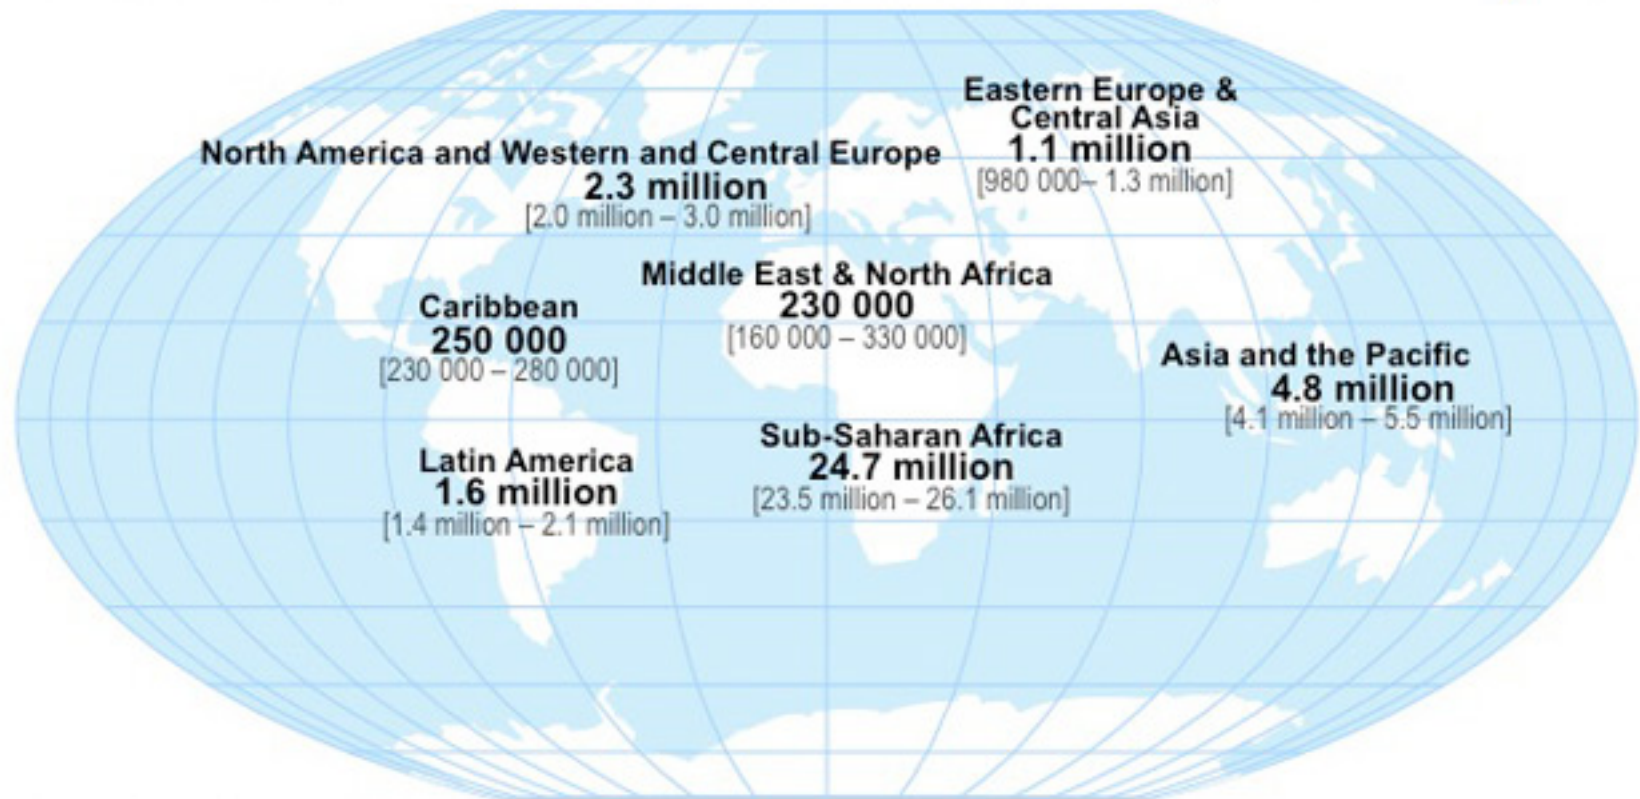 Eastern Europe &
Central Asia
1.1 million
[980 000– 1.3 million]
North America and Western and Central Europe
2.3 million
[2.0 million – 3.0 million]
Middle East & North Africa
230 000
[160 000 – 330 000]
Caribbean
250 000
[230 000 – 280 000]
Asia and the Pacific
4.8 million
[4.1 million – 5.5 million]
Sub-Saharan Africa
24.7 million
[23.5 million – 26.1 million]
Latin America
1.6 million
[1.4 million – 2.1 million]